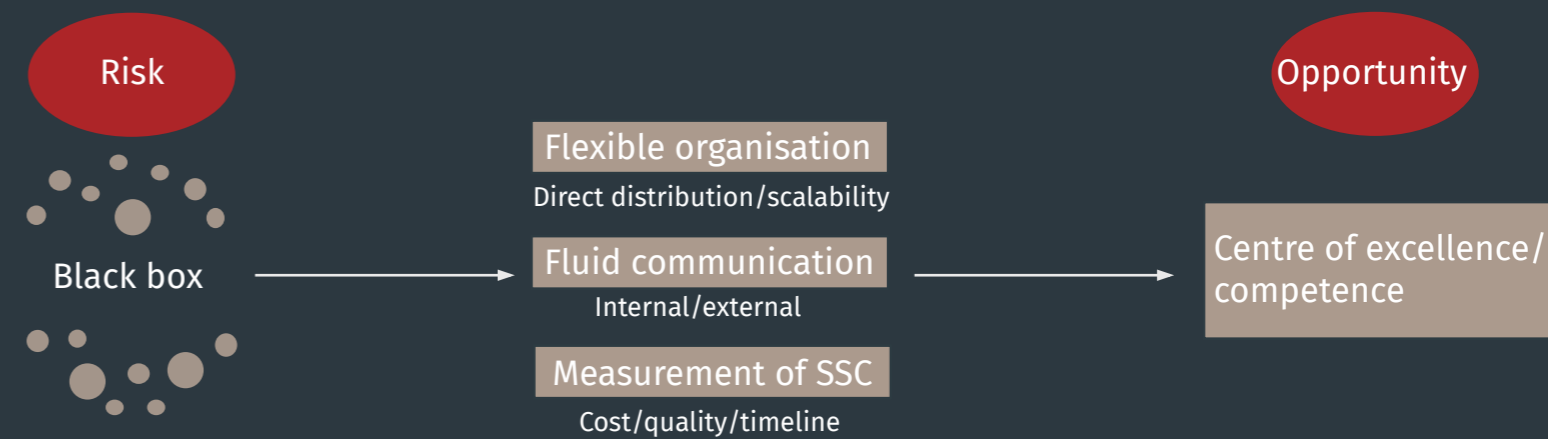 Risk
Opportunity
Flexible organisation
Direct distribution/scalability
Black box
Fluid communication
Internal/external
Centre of excellence/
competence
Measurement of SSC
Cost/quality/timeline